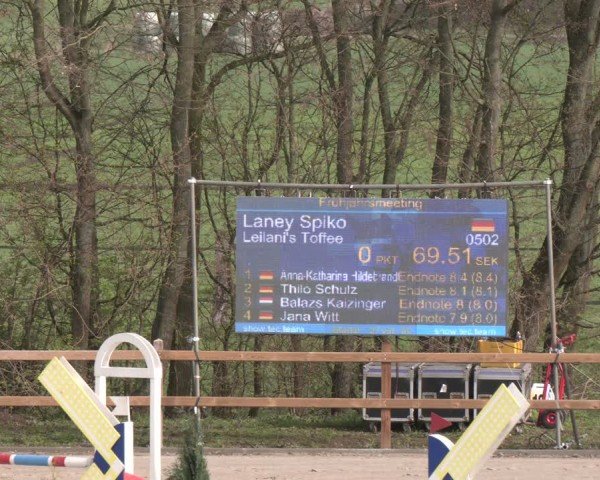 Frühjahrsmeeting
Laney Spiko
Leilani's Toffee 0502
0 PKT 69.51 SEK
1 Anna-Katharina Hildebrandt Endnote 8.4 (8.4)
2 Thilo Schulz Endnote 8.1 (8.1)
3 Balazs Kaizinger Endnote 8 (8.0)
4 Jana Witt Endnote 7.9 (8.0)
show.tec.team show.tec.team